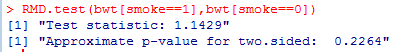 > RMD.test(bwt[smoke==1],bwt[smoke==0])
[1] "Test statistic: 1.1429"
[1] "Approximate p-value for two.sided:  0.2264"